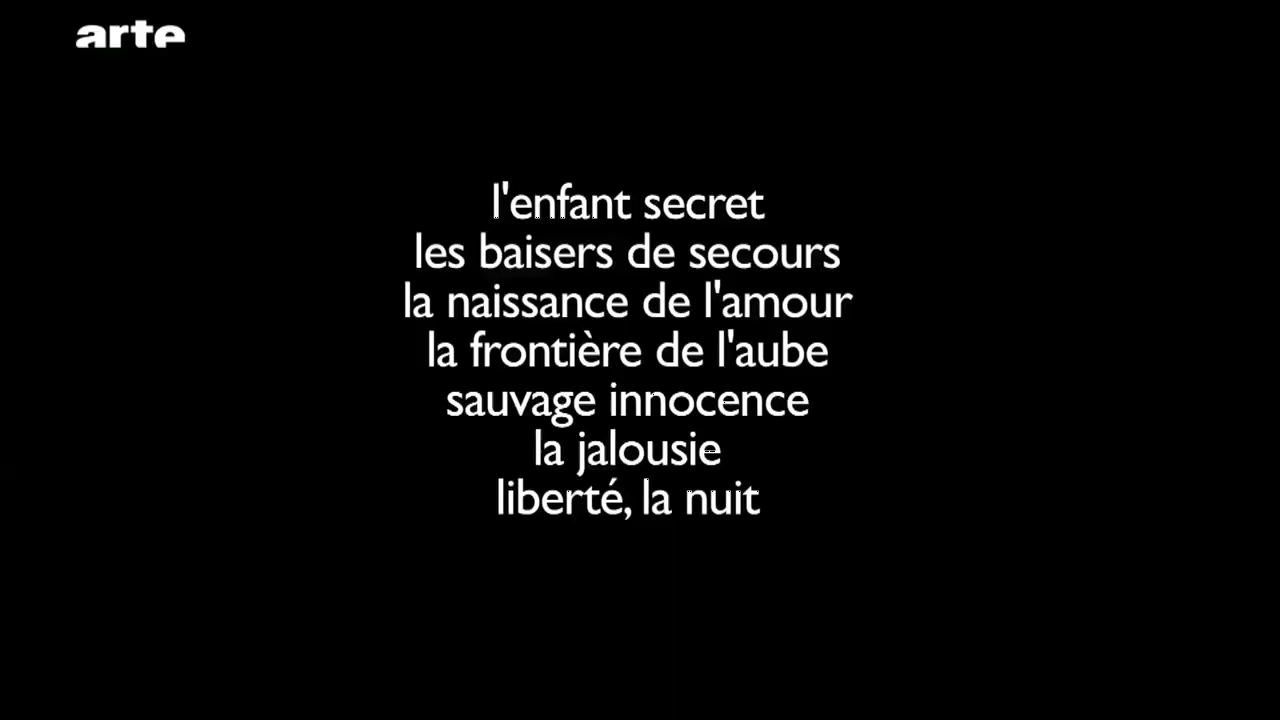 arte
l'enfant secret
les baisers de secours
la naissance de l'amour
la frontière de l'aube
sauvage innocence
la jalousie
liberté, la nuit